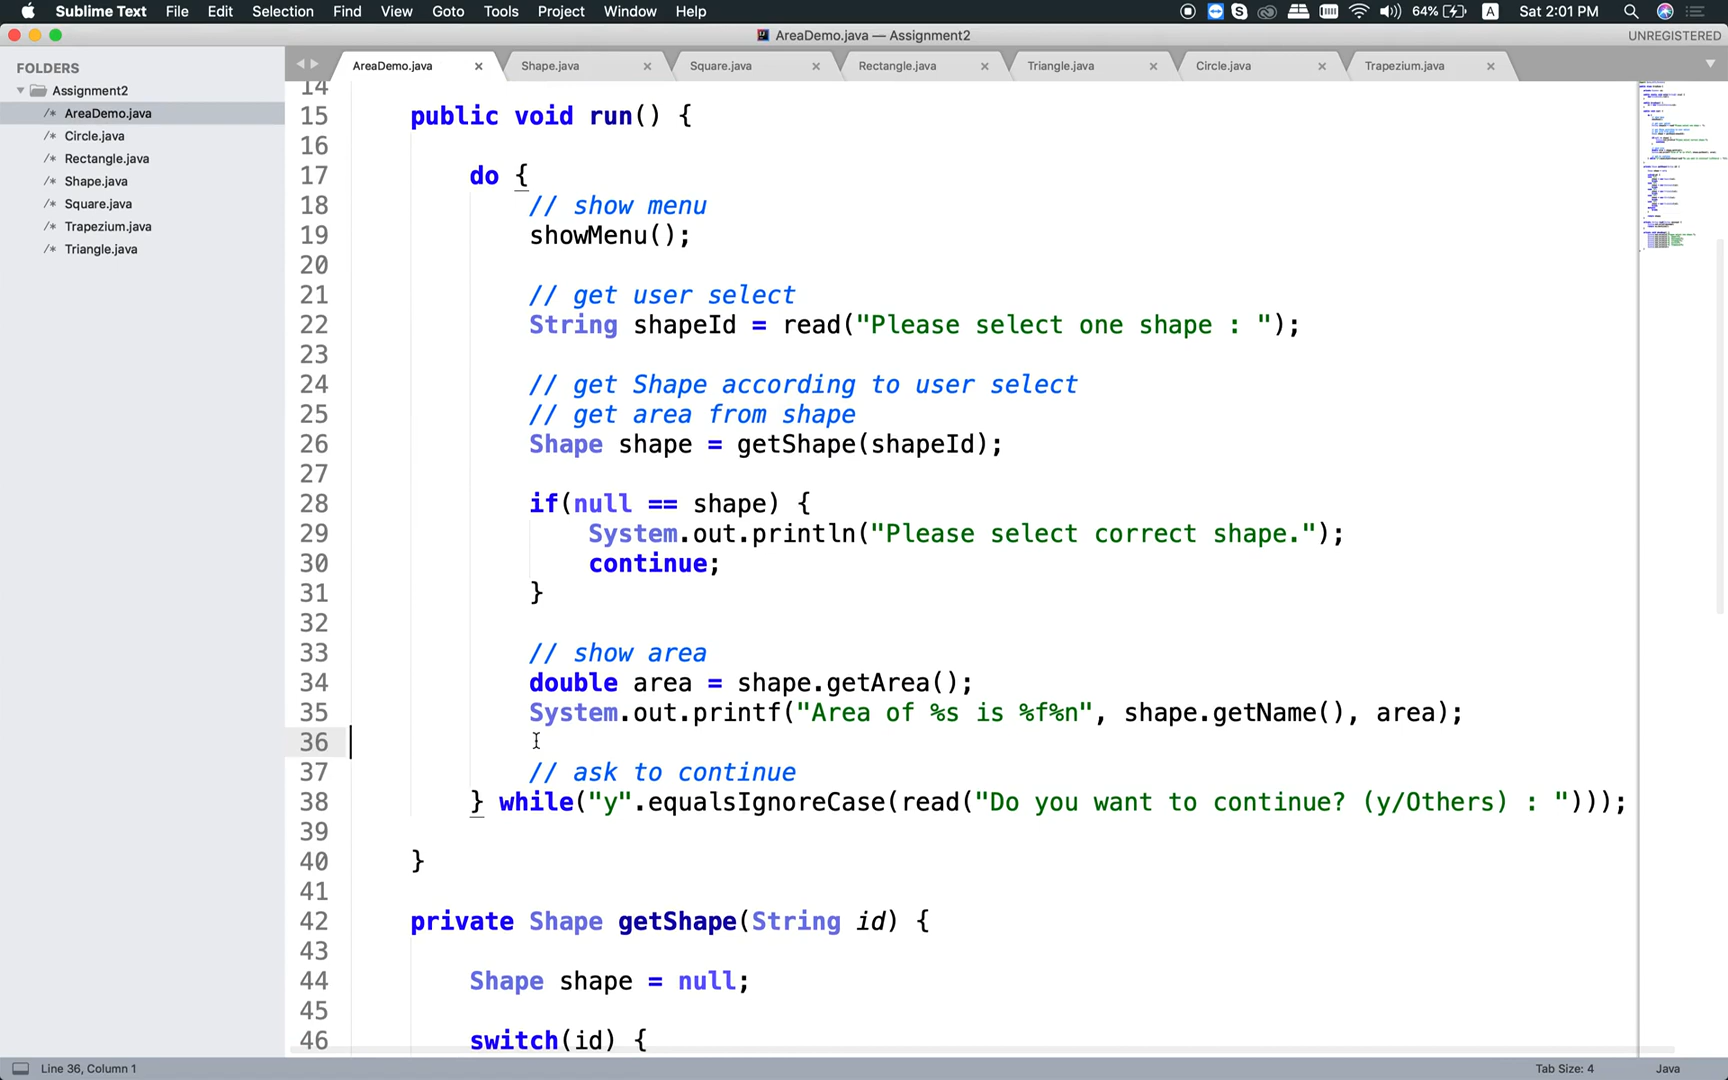 Sublime Text File Edit Selection Find View Goto Tools Project Window Help 64% A Sat 2:01 PM
AreaDemo.java — Assignment2 UNREGISTERED
FOLDERS
Assignment2
/* AreaDemo.java
/* Circle.java
/* Rectangle.java
/* Shape.java
/* Square.java
/* Trapezium.java
/* Triangle.java
AreaDemo.java × Shape.java × Square.java × Rectangle.java × Triangle.java × Circle.java × Trapezium.java ×
14
15 public void run() {
16
17 do {
18 // show menu
19 showMenu();
20
21 // get user select
22 String shapeId = read("Please select one shape : ");
23
24 // get Shape according to user select
25 // get area from shape
26 Shape shape = getShape(shapeId);
27
28 if(null == shape) {
29 System.out.println("Please select correct shape.");
30 continue;
31 }
32
33 // show area
34 double area = shape.getArea();
35 System.out.printf("Area of %s is %f%n", shape.getName(), area);
36
37 // ask to continue
38 } while("y".equalsIgnoreCase(read("Do you want to continue? (y/Others) : ")));
39
40 }
41
42 private Shape getShape(String id) {
43
44 Shape shape = null;
45
46 switch(id) {
Line 36, Column 1 Tab Size: 4 Java